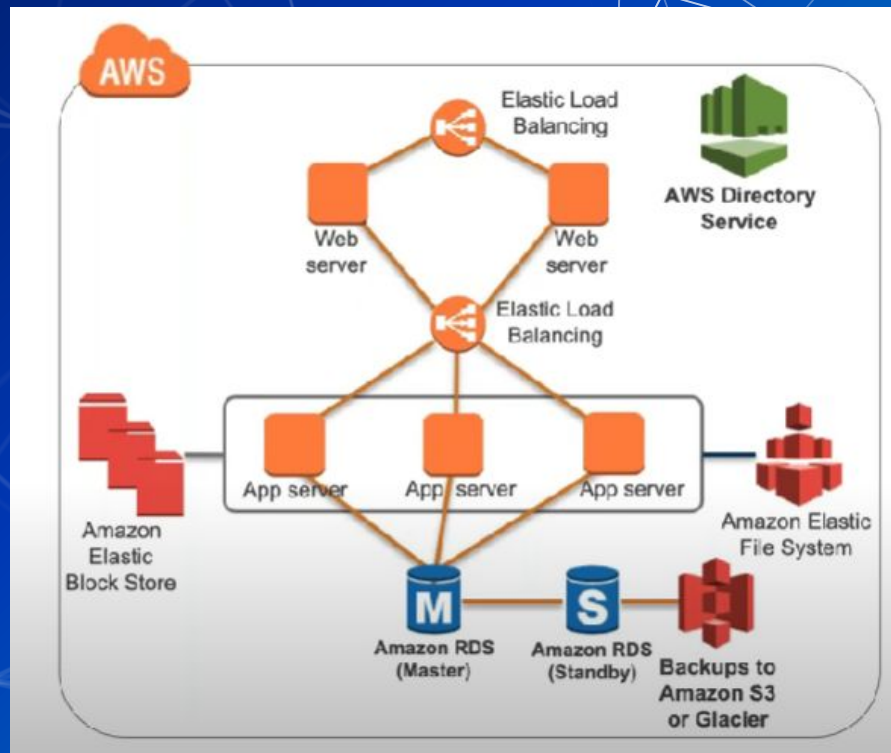 AWS
Elastic Load
Balancing
AWS Directory
Service
Web
server
Web
server
Elastic Load
Balancing
App server
App server
App server
Amazon
Elastic
Block Store
Amazon Elastic
File System
M
S
Amazon RDS
(Master)
Amazon RDS
(Standby)
Backups to
Amazon S3
or Glacier